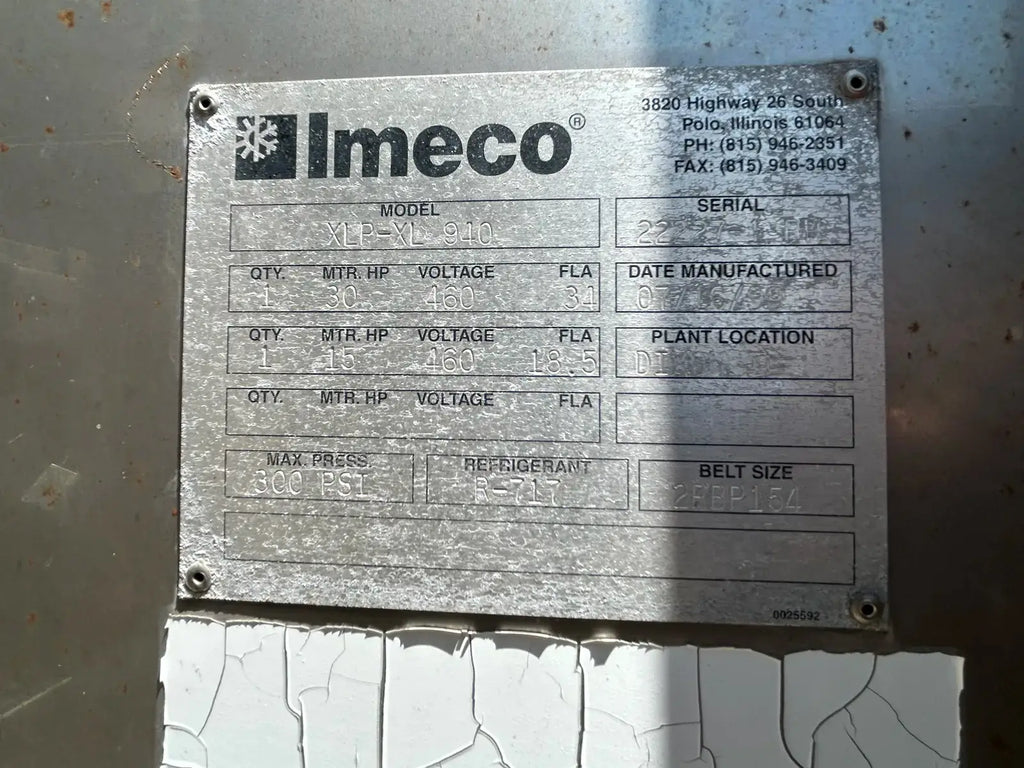 Imeco®
3820 Highway 26 South
Polo, Illinois 61064
PH: (815) 946-2351
FAX: (815) 946-3409
MODEL
XLP-XL 940
SERIAL
QTY. MTR. HP VOLTAGE FLA
1 30 460 34
DATE MANUFACTURED
QTY. MTR. HP VOLTAGE FLA
1 15 460 18.5
PLANT LOCATION
QTY. MTR. HP VOLTAGE FLA
MAX. PRESS.
300 PSI
REFRIGERANT
R-717
BELT SIZE
0025592